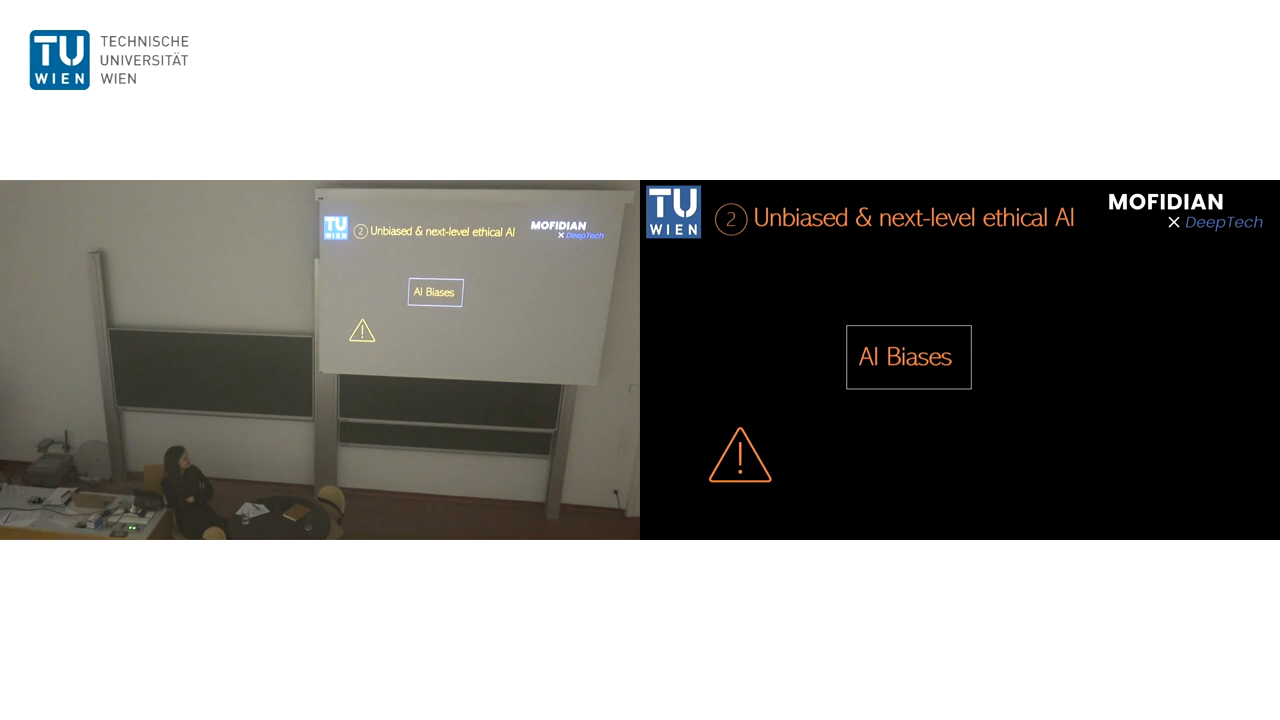 TU
WIEN
TECHNISCHE
UNIVERSITÄT
WIEN
TU
WIEN
2 Unbiased & next-level ethical AI
MOFIDIAN
X DeepTech
AI Biases
TU
WIEN
2 Unbiased & next-level ethical AI
MOFIDIAN
X DeepTech
AI Biases